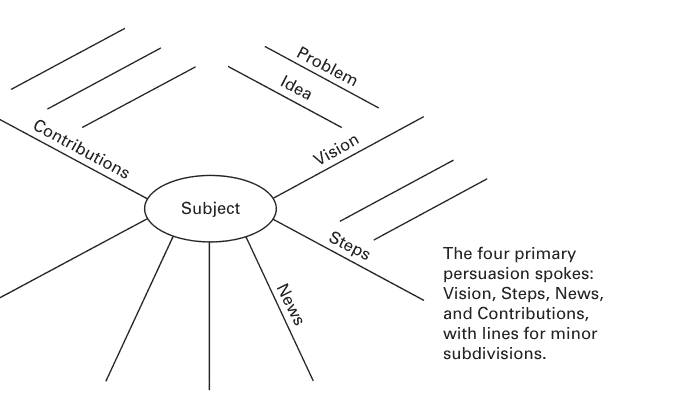 Problem
Idea
Contributions
Vision
Subject
Steps
News
The four primary
persuasion spokes:
Vision, Steps, News,
and Contributions,
with lines for minor
subdivisions.